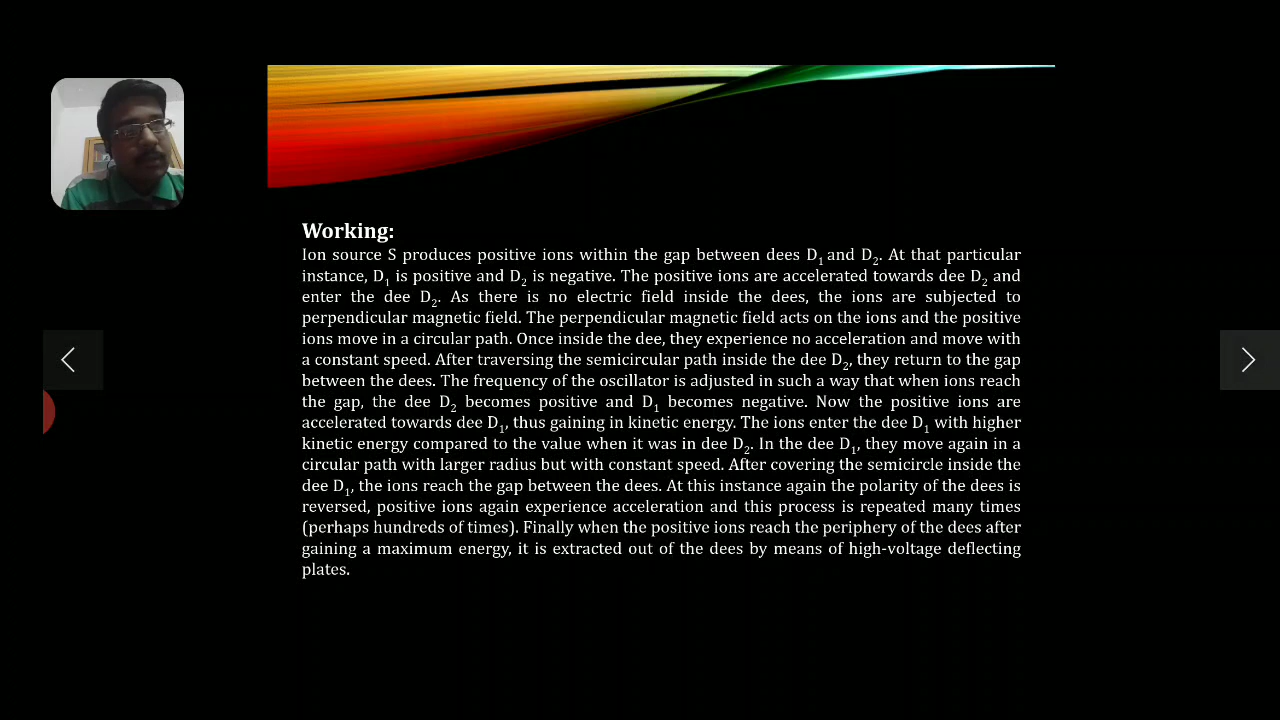 Working:
Ion source S produces positive ions within the gap between dees D₁ and D₂. At that particular
instance, D₁ is positive and D₂ is negative. The positive ions are accelerated towards dee D₂ and
enter the dee D₂. As there is no electric field inside the dees, the ions are subjected to
perpendicular magnetic field. The perpendicular magnetic field acts on the ions and the positive
ions move in a circular path. Once inside the dee, they experience no acceleration and move with
a constant speed. After traversing the semicircular path inside the dee D₂, they return to the gap
between the dees. The frequency of the oscillator is adjusted in such a way that when ions reach
the gap, the dee D₂ becomes positive and D₁ becomes negative. Now the positive ions are
accelerated towards dee D₁, thus gaining in kinetic energy. The ions enter the dee D₁ with higher
kinetic energy compared to the value when it was in dee D₂. In the dee D₁, they move again in a
circular path with larger radius but with constant speed. After covering the semicircle inside the
dee D₁, the ions reach the gap between the dees. At this instance again the polarity of the dees is
reversed, positive ions again experience acceleration and this process is repeated many times
(perhaps hundreds of times). Finally when the positive ions reach the periphery of the dees after
gaining a maximum energy, it is extracted out of the dees by means of high-voltage deflecting
plates.